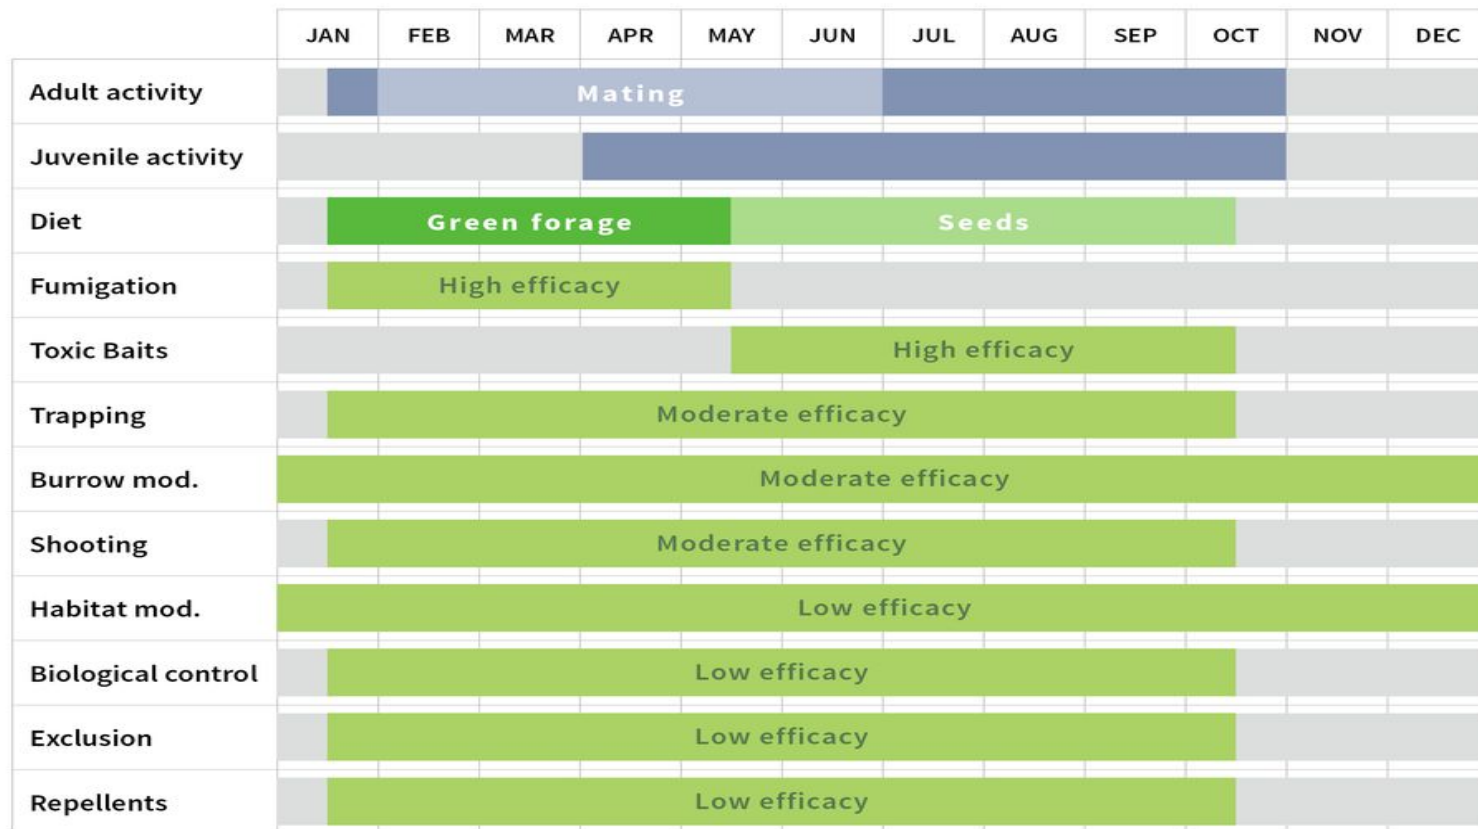 JAN FEB MAR APR MAY JUN JUL AUG SEP OCT NOV DEC
Adult activity Mating
Juvenile activity
Diet Green forage Seeds
Fumigation High efficacy
Toxic Baits High efficacy
Trapping Moderate efficacy
Burrow mod. Moderate efficacy
Shooting Moderate efficacy
Habitat mod. Low efficacy
Biological control Low efficacy
Exclusion Low efficacy
Repellents Low efficacy